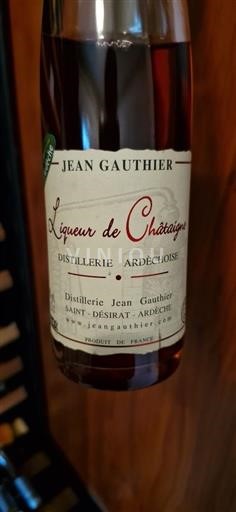 JEAN GAUTHIER
Liqueur de Châtaigne
VINIOU
DISTILLERIE ARDÉCHOISE
Distillerie Jean Gauthier
SAINT - DÉSIRAT - ARDÈCHE
www.jeangauthier.com
PRODUIT DE FRANCE